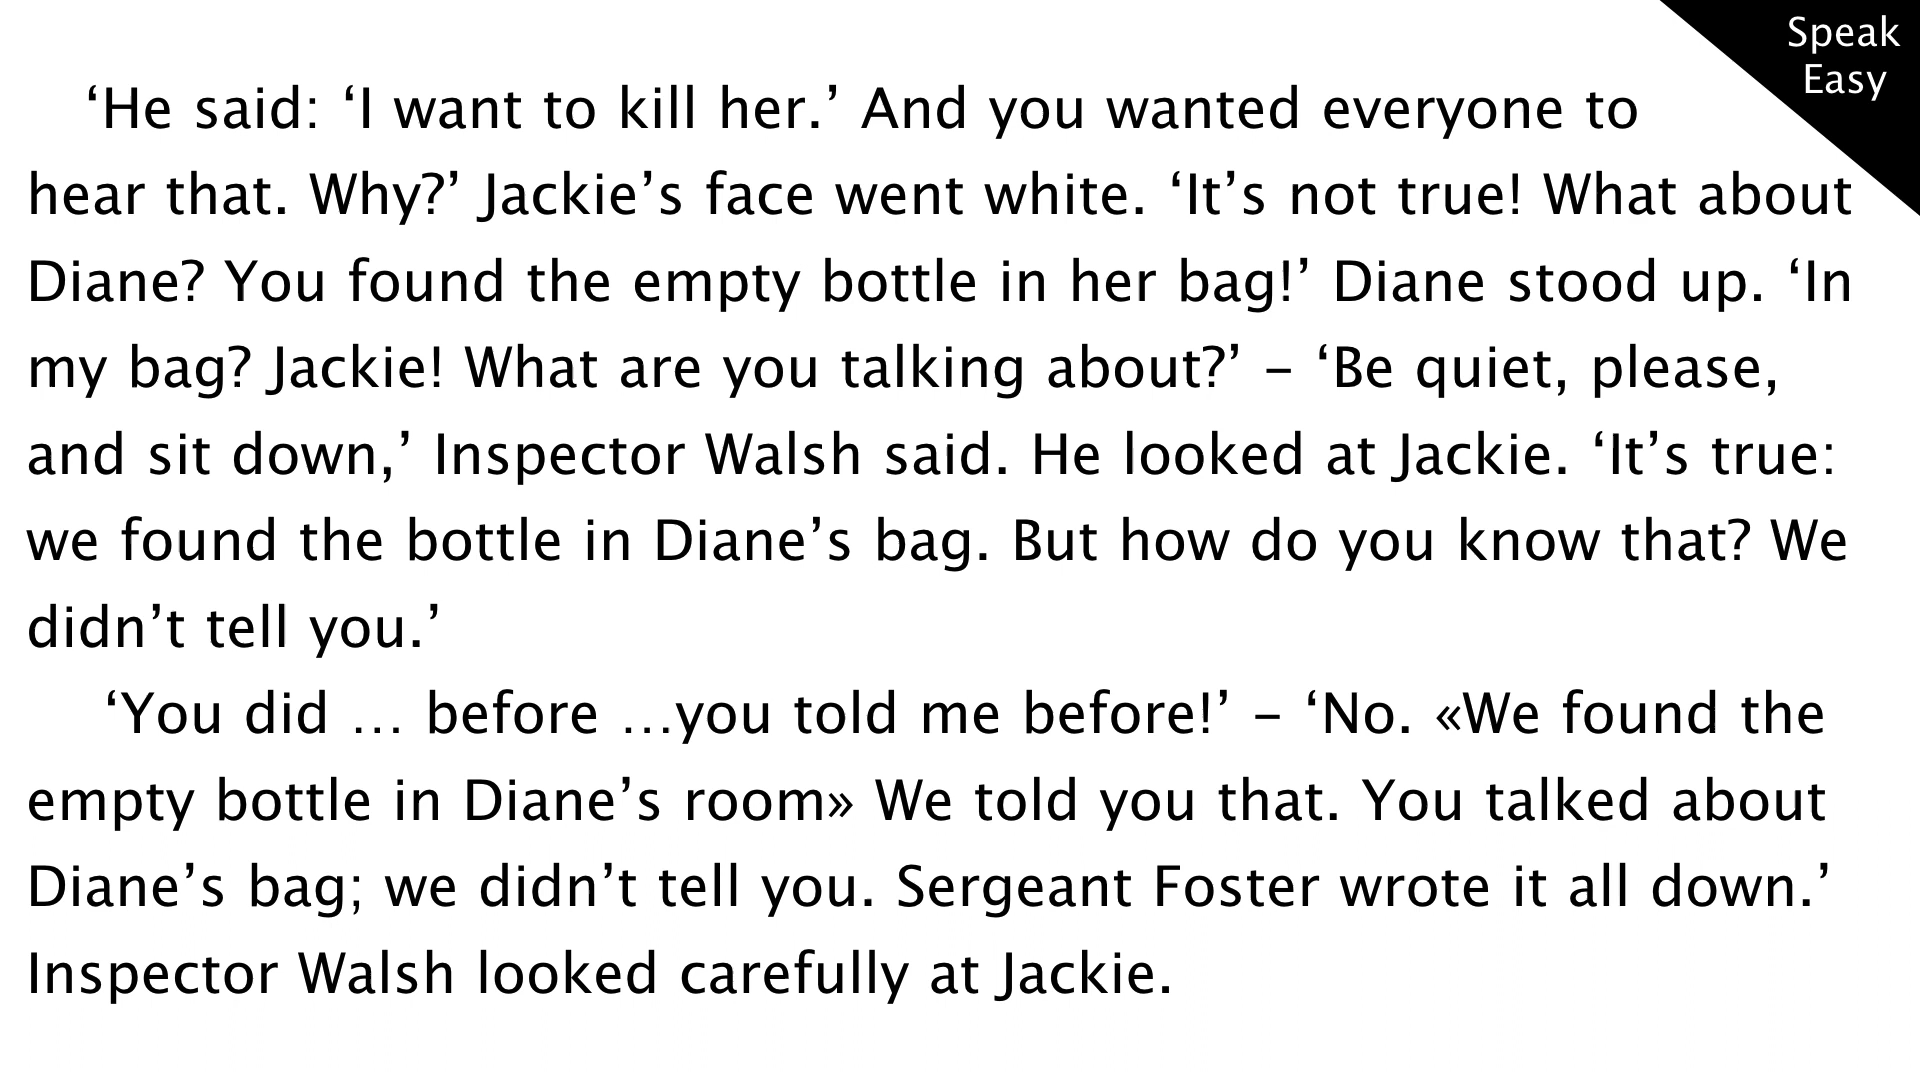 Speak
Easy
‘He said: ‘I want to kill her.’ And you wanted everyone to
hear that. Why?’ Jackie’s face went white. ‘It’s not true! What about
Diane? You found the empty bottle in her bag!’ Diane stood up. ‘In
my bag? Jackie! What are you talking about?’ – ‘Be quiet, please,
and sit down,’ Inspector Walsh said. He looked at Jackie. ‘It’s true:
we found the bottle in Diane’s bag. But how do you know that? We
didn’t tell you.’
‘You did … before …you told me before!’ – ‘No. «We found the
empty bottle in Diane’s room» We told you that. You talked about
Diane’s bag; we didn’t tell you. Sergeant Foster wrote it all down.’
Inspector Walsh looked carefully at Jackie.